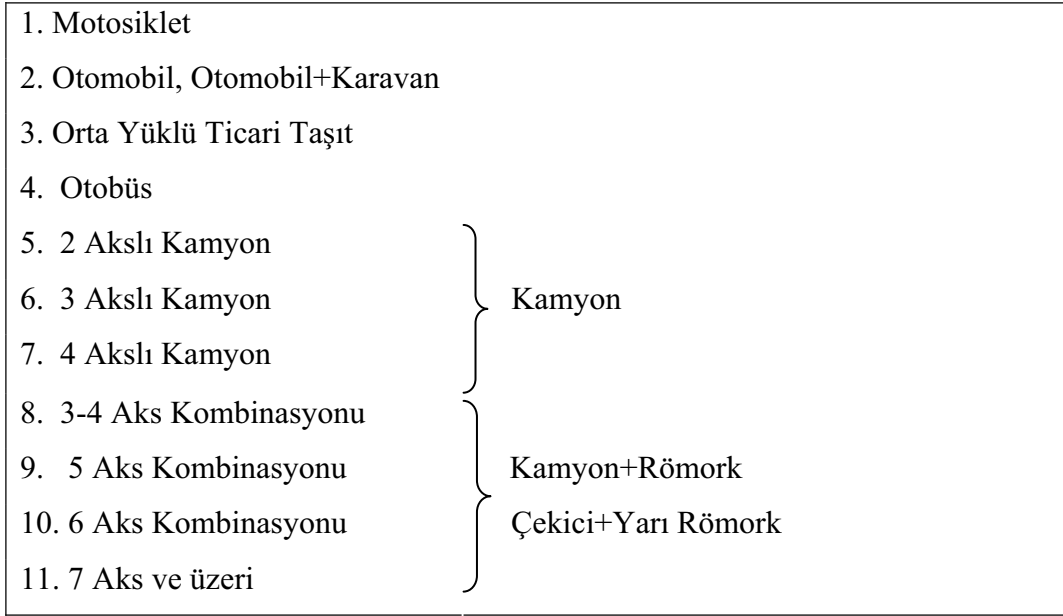 1. Motosiklet
2. Otomobil, Otomobil+Karavan
3. Orta Yüklü Ticari Taşıt
4. Otobüs
5. 2 Akslı Kamyon
6. 3 Akslı Kamyon Kamyon
7. 4 Akslı Kamyon
8. 3-4 Aks Kombinasyonu
9. 5 Aks Kombinasyonu Kamyon+Römork
10. 6 Aks Kombinasyonu Çekici+Yarı Römork
11. 7 Aks ve üzeri